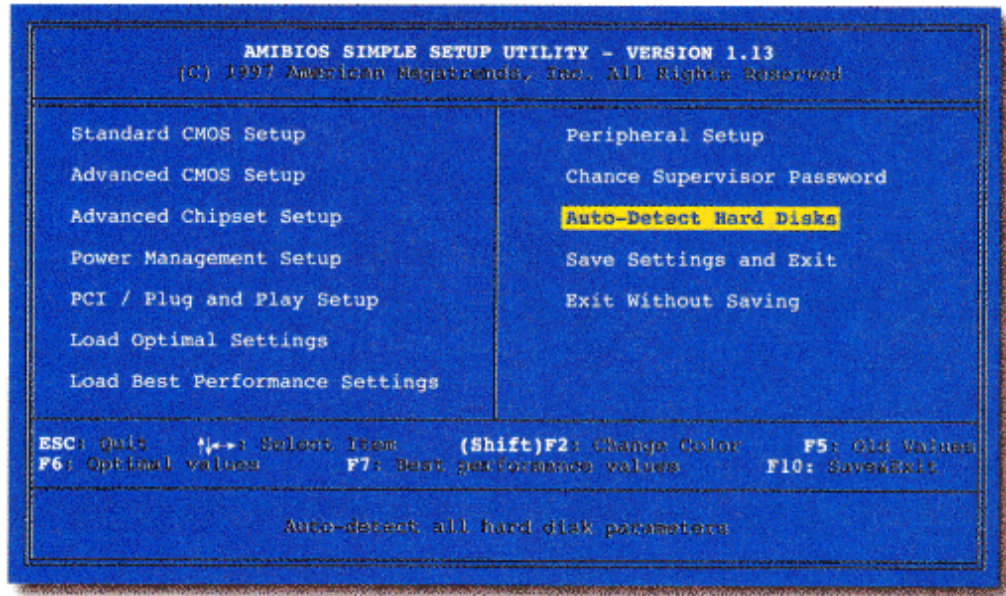 AMIBIOS SIMPLE SETUP UTILITY - VERSION 1.13
(C) 1997 American Megatrends, Inc. All Rights Reserved
Standard CMOS Setup
Advanced CMOS Setup
Advanced Chipset Setup
Power Management Setup
PCI / Plug and Play Setup
Load Optimal Settings
Load Best Performance Settings
Peripheral Setup
Chance Supervisor Password
Auto-Detect Hard Disks
Save Settings and Exit
Exit Without Saving
ESC: Quit ↑↓←→: Select Item (Shift)F2: Change Color F5: Old Values
F6: Optimal values F7: Best performance values F10: Save&Exit
Auto-detect all hard disk parameters